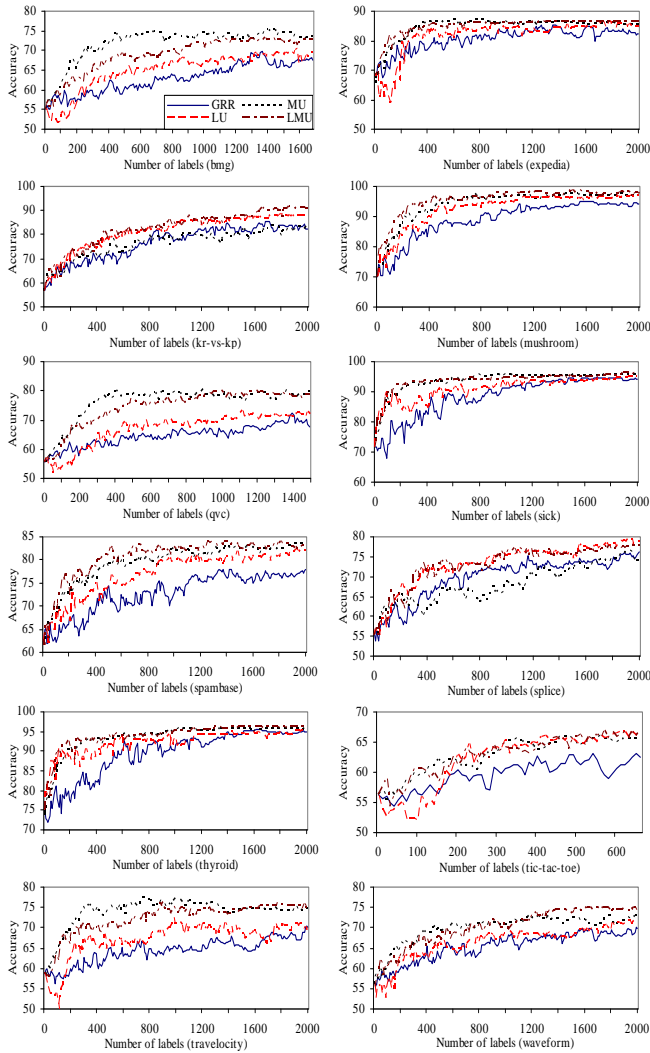 75
70
65
60
55
50
Accuracy
GRR
MU
LU
LMU
0 200 400 600 800 1000 1200 1400 1600
Number of labels (bmg)
90
80
70
60
50
Accuracy
0 400 800 1200 1600 2000
Number of labels (expedia)
100
90
80
70
60
50
Accuracy
0 400 800 1200 1600 2000
Number of labels (kr-vs-kp)
100
90
80
70
60
Accuracy
0 400 800 1200 1600 2000
Number of labels (mushroom)
90
80
70
60
50
Accuracy
0 200 400 600 800 1000 1200 1400
Number of labels (qvc)
100
90
80
70
60
Accuracy
0 400 800 1200 1600 2000
Number of labels (sick)
85
80
75
70
65
60
Accuracy
0 400 800 1200 1600 2000
Number of labels (spambase)
80
75
70
65
60
55
50
Accuracy
0 400 800 1200 1600 2000
Number of labels (splice)
100
95
90
85
80
75
70
Accuracy
0 400 800 1200 1600 2000
Number of labels (thyroid)
70
65
60
55
50
Accuracy
0 100 200 300 400 500 600
Number of labels (tic-tac-toe)
80
75
70
65
60
55
50
Accuracy
0 400 800 1200 1600 2000
Number of labels (travelocity)
80
75
70
65
60
55
50
Accuracy
0 400 800 1200 1600 2000
Number of labels (waveform)